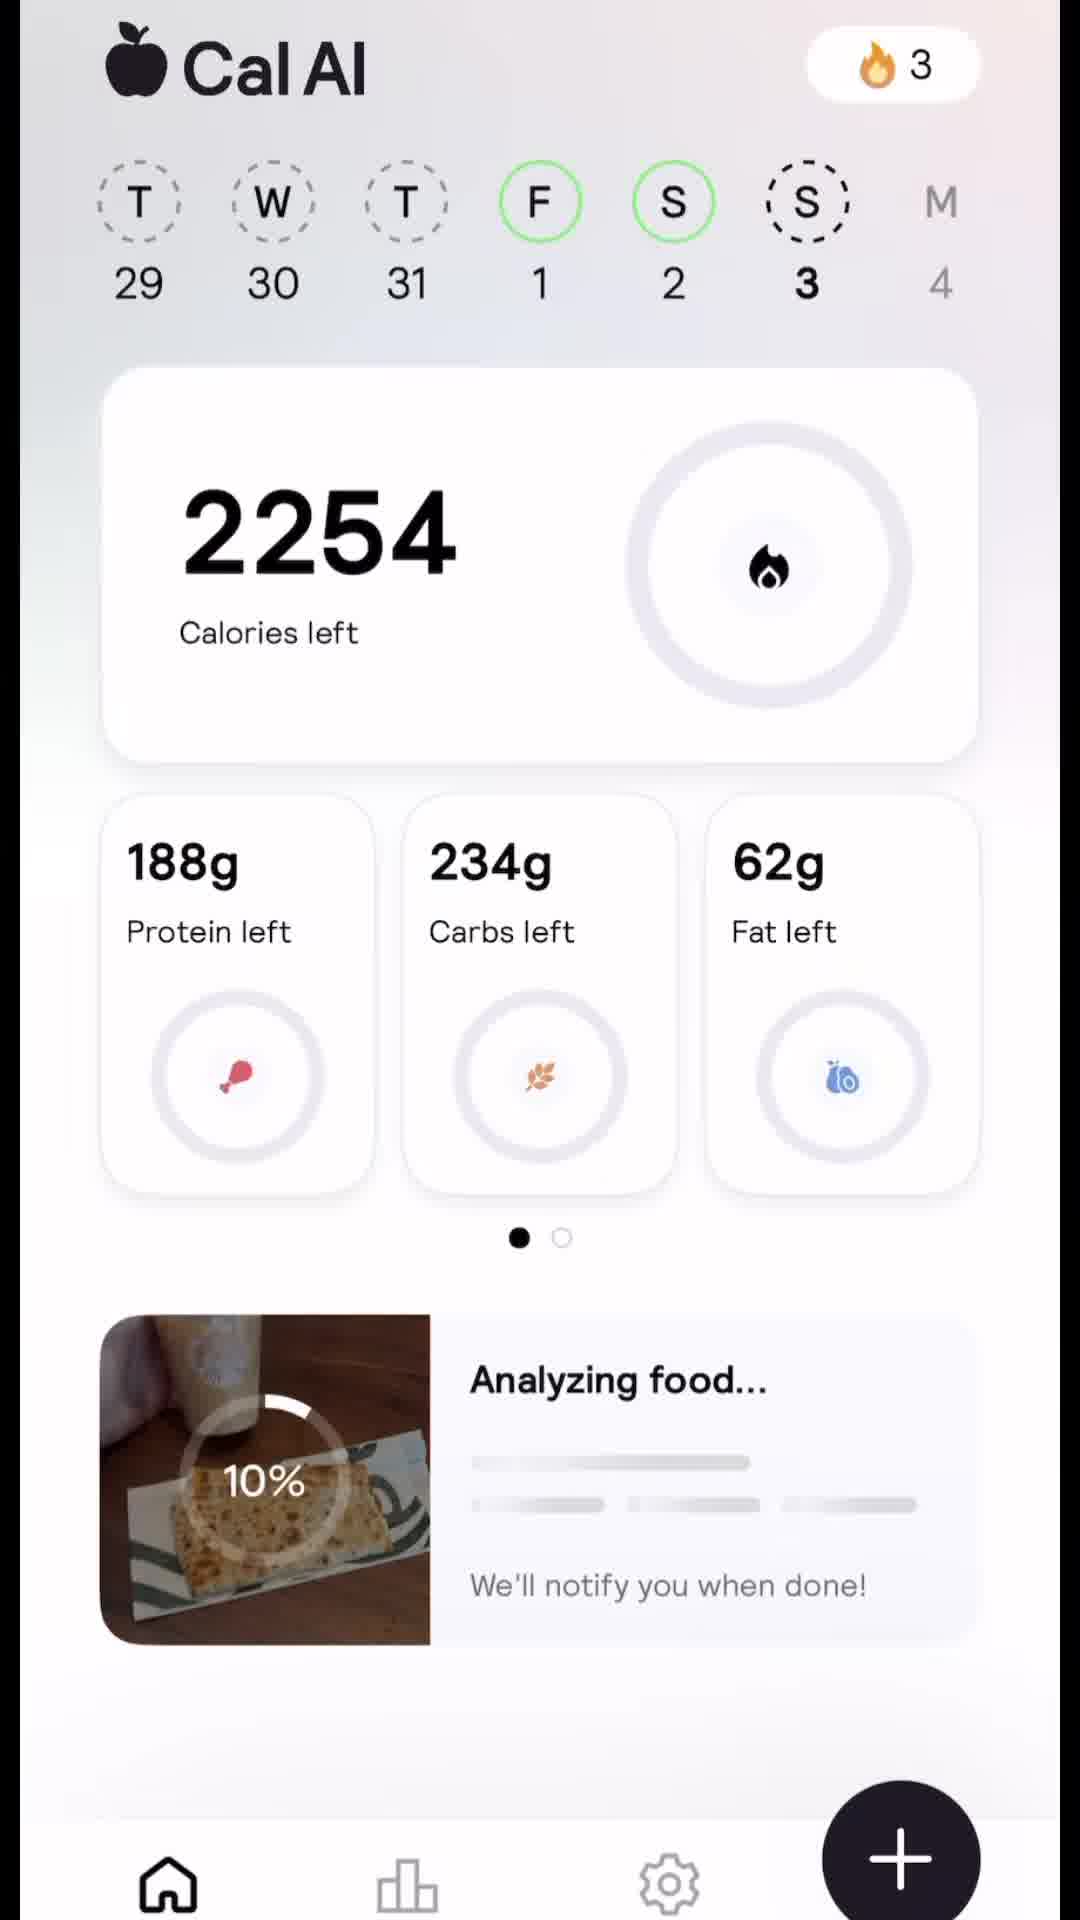 Cal AI
3
T W T F S S M
29 30 31 1 2 3 4
2254
Calories left
188g
Protein left
234g
Carbs left
62g
Fat left
10%
Analyzing food...
We'll notify you when done!